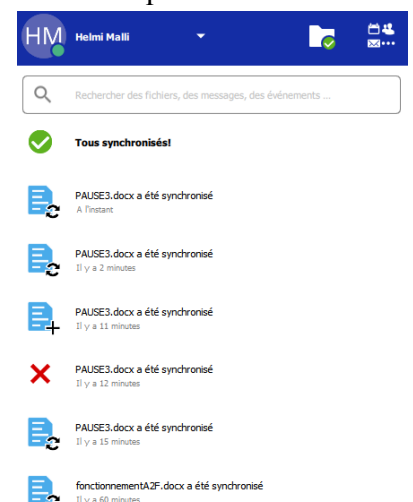 HM Helmi Malli
Rechercher des fichiers, des messages, des événements ...
Tous synchronisés!
PAUSE3.docx a été synchronisé
A l'instant
PAUSE3.docx a été synchronisé
Il y a 2 minutes
PAUSE3.docx a été synchronisé
Il y a 11 minutes
PAUSE3.docx a été synchronisé
Il y a 12 minutes
PAUSE3.docx a été synchronisé
Il y a 15 minutes
fonctionnementA2F.docx a été synchronisé
Il y a 60 minutes